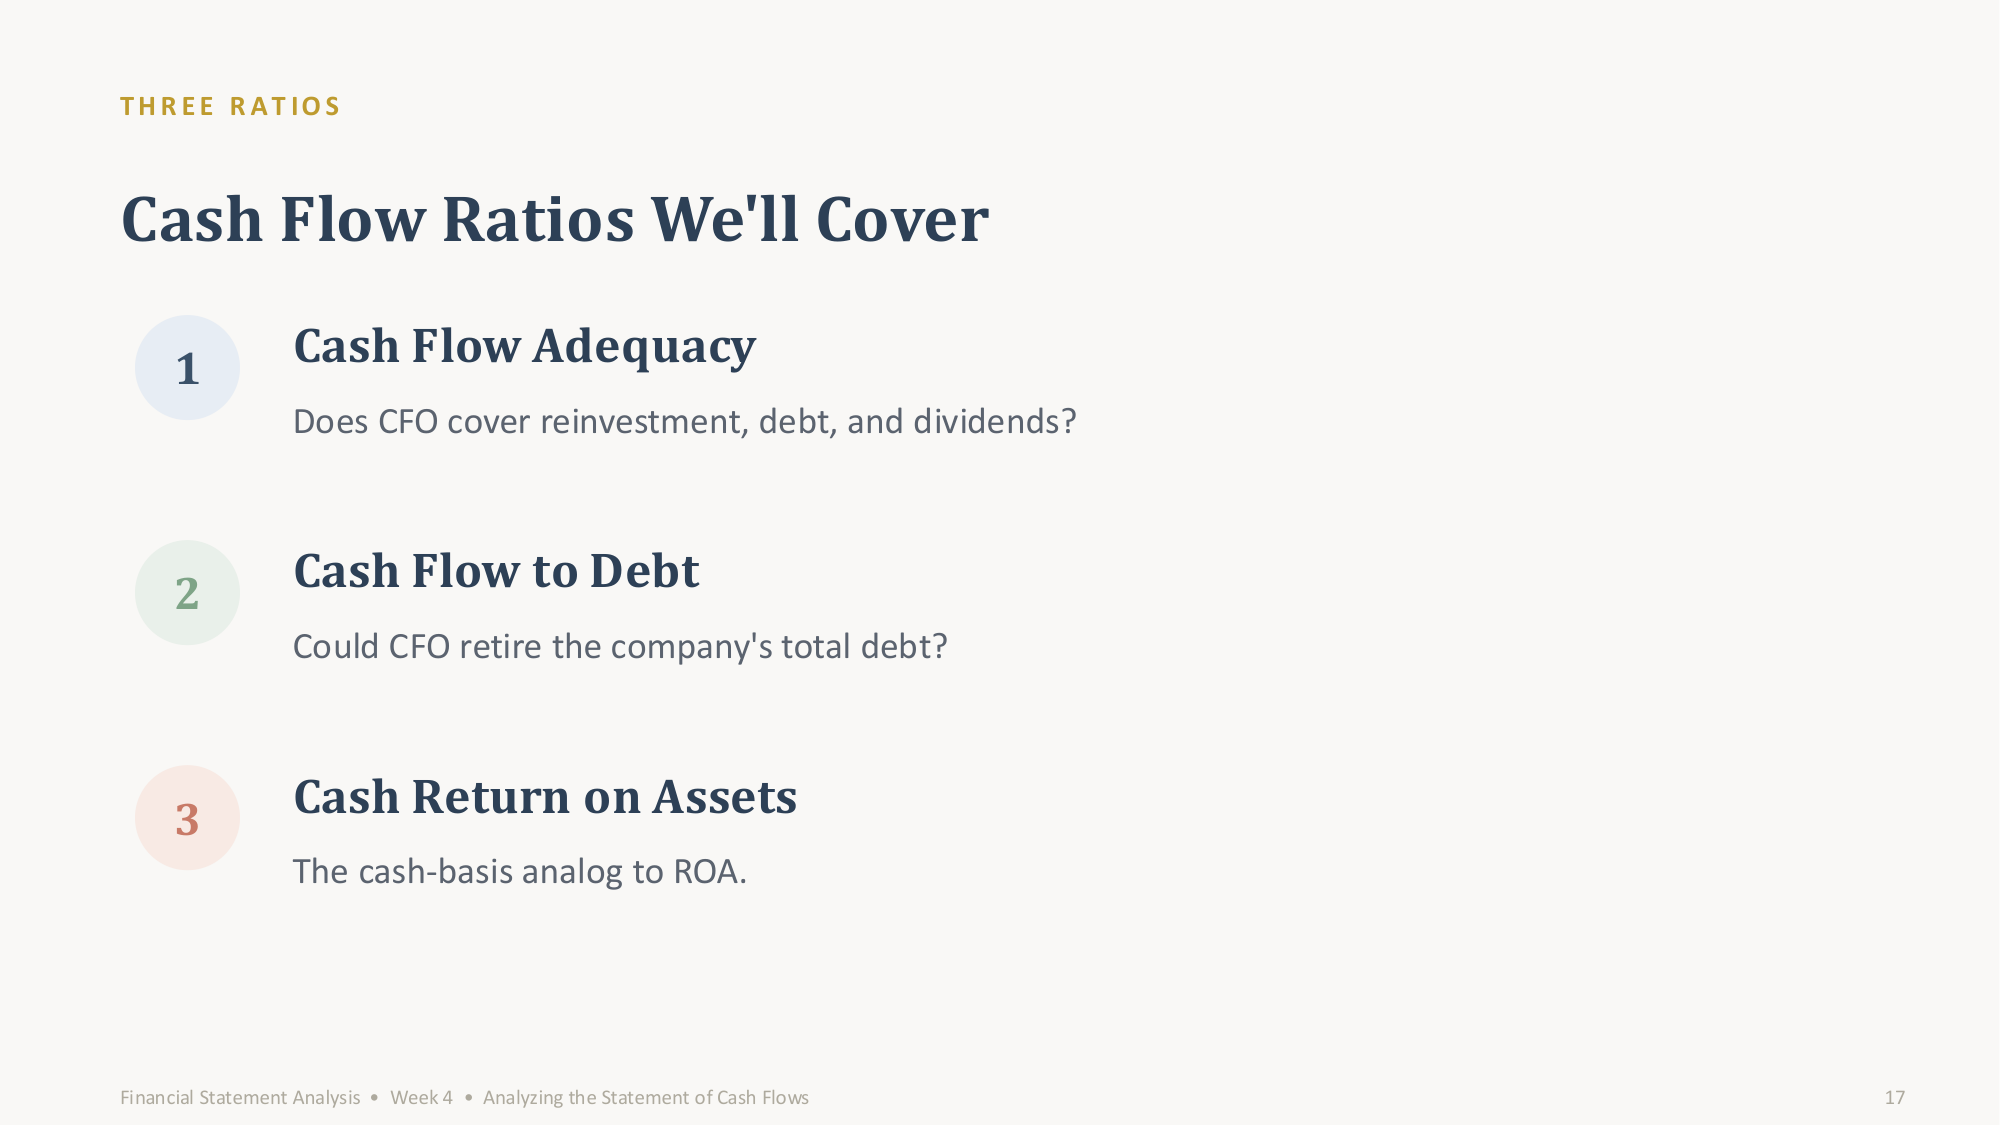 THREE RATIOS
Cash Flow Ratios We'll Cover
1
Cash Flow Adequacy
Does CFO cover reinvestment, debt, and dividends?
2
Cash Flow to Debt
Could CFO retire the company's total debt?
3
Cash Return on Assets
The cash-basis analog to ROA.
Financial Statement Analysis • Week 4 • Analyzing the Statement of Cash Flows
17